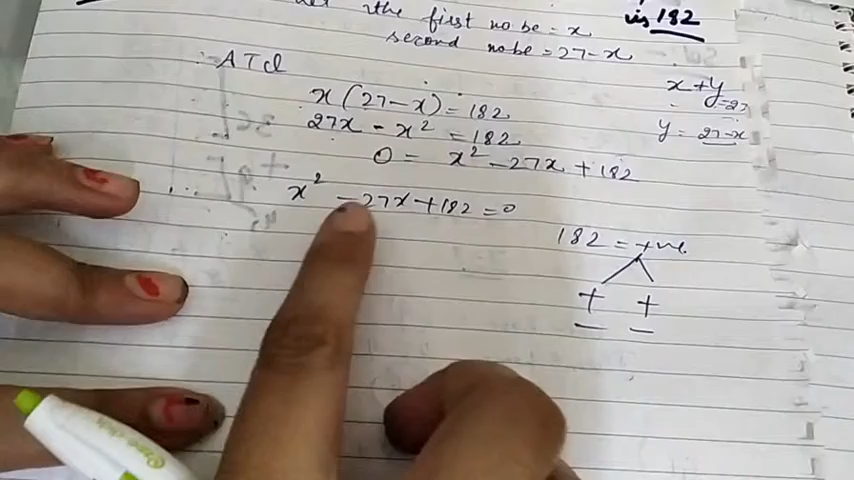 the first no be = x
is 182
second no be = 27-x
ATQ
x + y = 27
x(27-x) = 182
27x - x² = 182
y = 27-x
0 = x² - 27x + 182
x² - 27x + 182 = 0
182 = +ve
+ +
- -